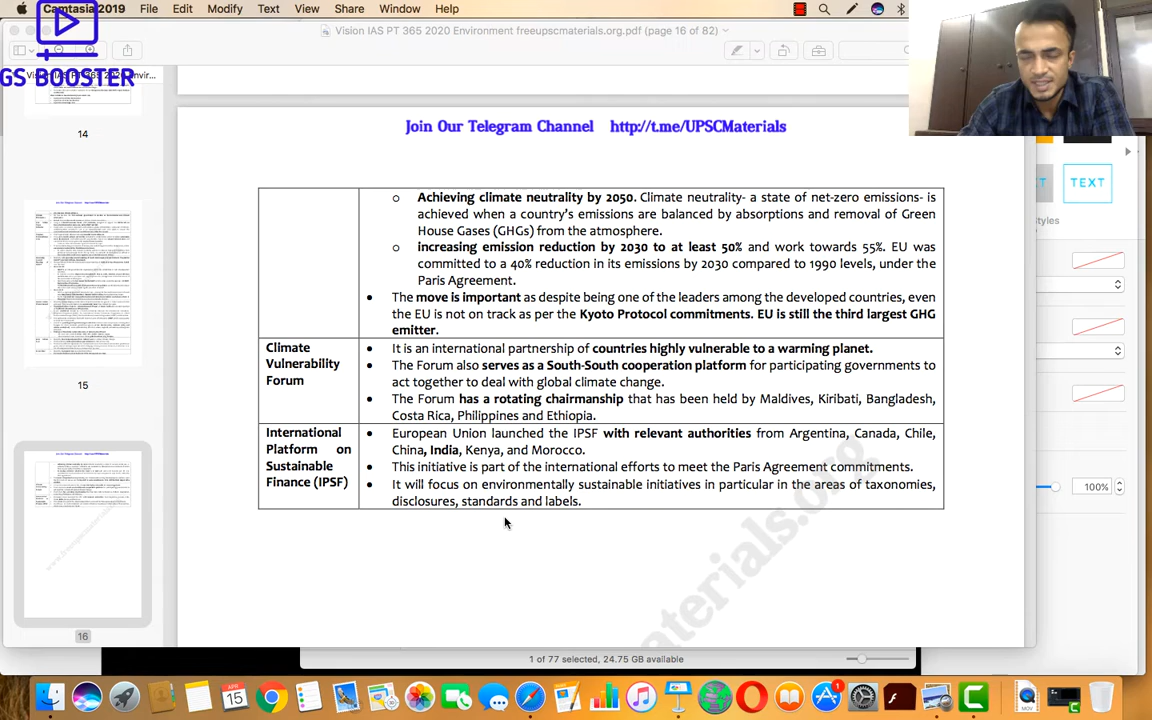 Camtasia 2019 File Edit Modify Text View Share Window Help
Vision IAS PT 365 2020 Environment freeupscmaterials.org.pdf (page 16 of 82)
GS BOOSTER
14
15
16
Join Our Telegram Channel http://t.me/UPSCMaterials
o Achieving climate neutrality by 2050. Climate neutrality- a state of net-zero emissions- is
achieved when a country's emissions are balanced by absorptions and removal of Green
House Gases (GHGs) from the atmosphere.
o increasing emission reduction by 2030 to at least 50% and work towards 55%. EU was
committed to a 40% reduction in its emissions by 2030 compared to 1990 levels, under the
Paris Agreement.
• The move is important as despite being one of the leaders among the developed countries, even
the EU is not on track as per the Kyoto Protocol commitments. EU is still the third largest GHG
emitter.
Climate
Vulnerability
Forum
• It is an international partnership of countries highly vulnerable to a warming planet.
• The Forum also serves as a South-South cooperation platform for participating governments to
act together to deal with global climate change.
• The Forum has a rotating chairmanship that has been held by Maldives, Kiribati, Bangladesh,
Costa Rica, Philippines and Ethiopia.
International
Platform on
Sustainable
Finance (IPSF)
• European Union launched the IPSF with relevant authorities from Argentina, Canada, Chile,
China, India, Kenya, and Morocco.
• This initiative is part of the international efforts to meet the Paris Agreement commitments.
• It will focus on environmentally sustainable initiatives in particular in the areas of taxonomies,
disclosures, standards and labels.
aterials.org
TEXT
100%
1 of 77 selected, 24.75 GB available
APR
15
1
MOV